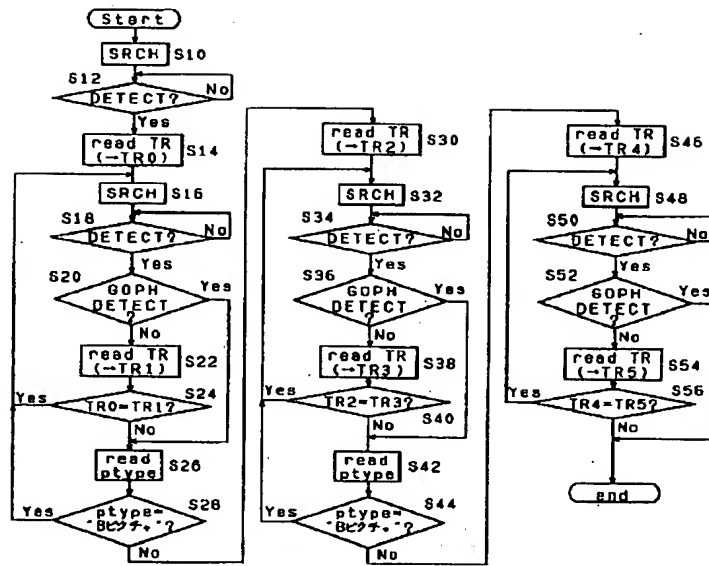 Start
SRCH S10
S12
DETECT? No
Yes
read TR
(→TR0) S14
SRCH S16
S18
DETECT? No
Yes
S20
GOPH
DETECT
? Yes
No
read TR
(→TR1) S22
S24
Yes TR0=TR1?
No
read
ptype S26
S28
Yes ptype=
"Bピクチャ"?
No
read TR
(→TR2) S30
SRCH S32
S34
DETECT? No
Yes
S36
GOPH
DETECT
? Yes
No
read TR
(→TR3) S38
Yes TR2=TR3?
S40
No
read
ptype S42
S44
Yes ptype=
"Bピクチャ"?
No
read TR
(→TR4) S46
SRCH S48
S50
DETECT? No
Yes
S52
GOPH
DETECT
? Yes
No
read TR
(→TR5) S54
S56
Yes TR4=TR5?
No
end